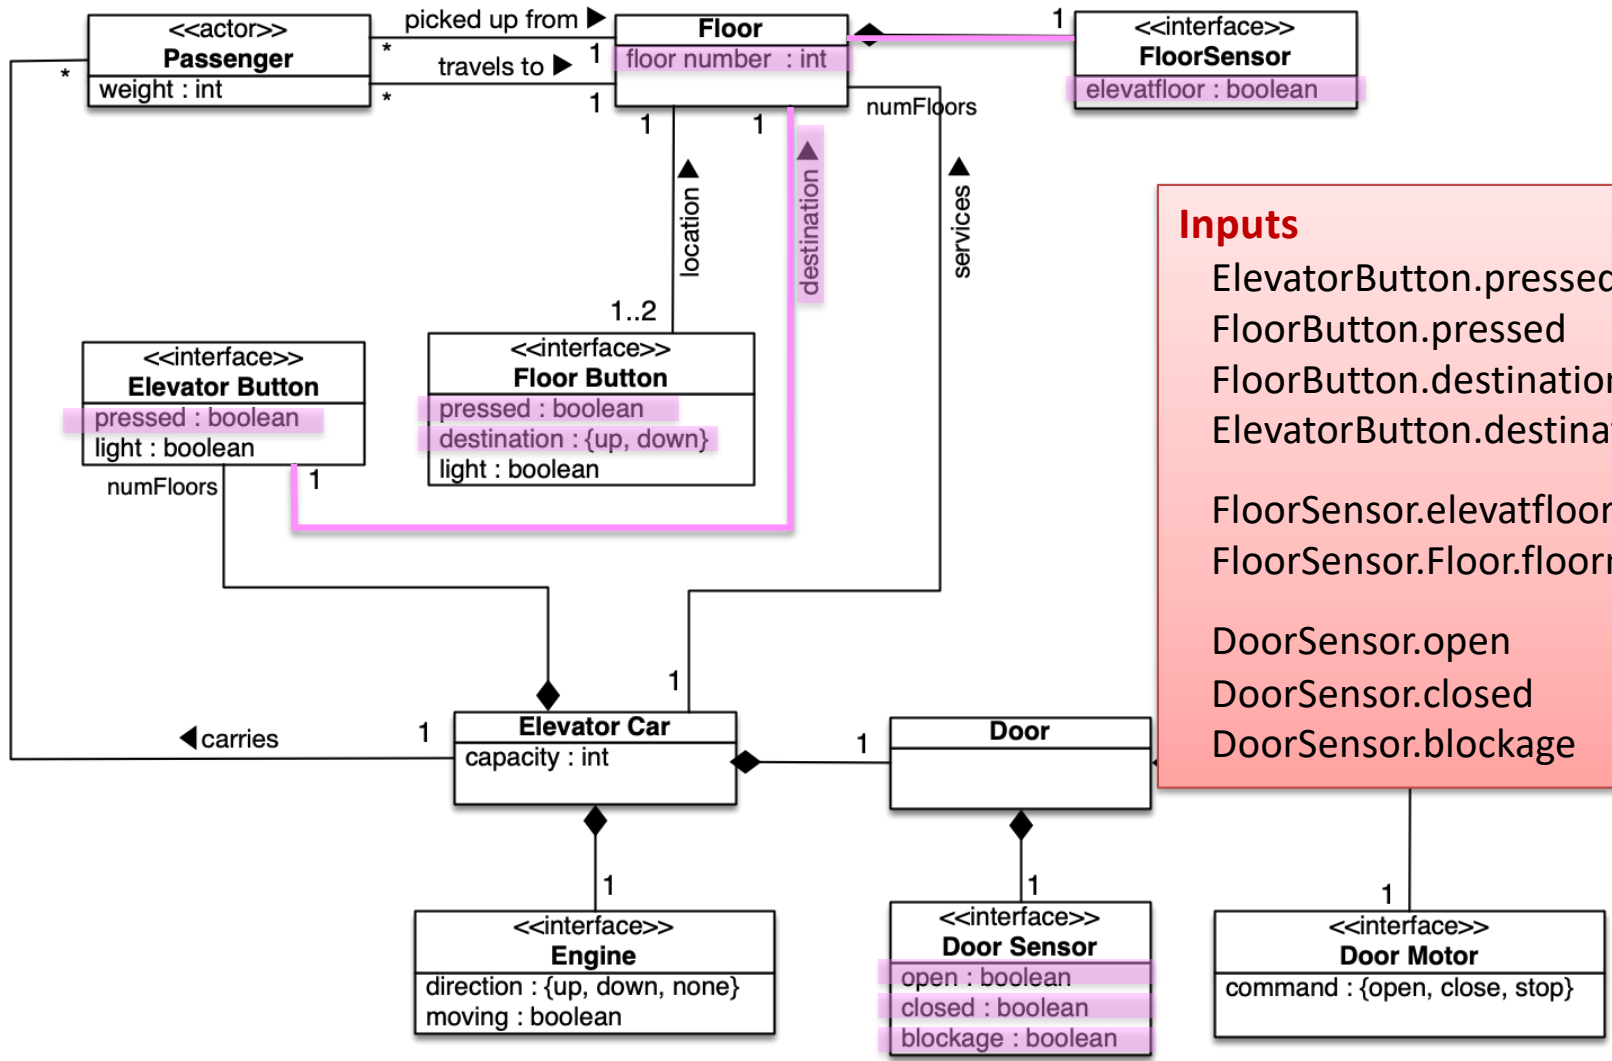 <<actor>>
Passenger
weight : int
*
picked up from ▶
*
1
travels to ▶
*
1
Floor
floor number : int
1
<<interface>>
FloorSensor
elevatfloor : boolean
1
1
numFloors
location ▶
destination ▶
services ▶
1..2
<<interface>>
Elevator Button
pressed : boolean
light : boolean
numFloors
1
<<interface>>
Floor Button
pressed : boolean
destination : {up, down}
light : boolean
Inputs
ElevatorButton.pressed
FloorButton.pressed
FloorButton.destination
ElevatorButton.destinat
FloorSensor.elevatfloor
FloorSensor.Floor.floorn
DoorSensor.open
DoorSensor.closed
DoorSensor.blockage
◀carries
1
1
Elevator Car
capacity : int
1
Door
1
<<interface>>
Engine
direction : {up, down, none}
moving : boolean
1
<<interface>>
Door Sensor
open : boolean
closed : boolean
blockage : boolean
1
<<interface>>
Door Motor
command : {open, close, stop}